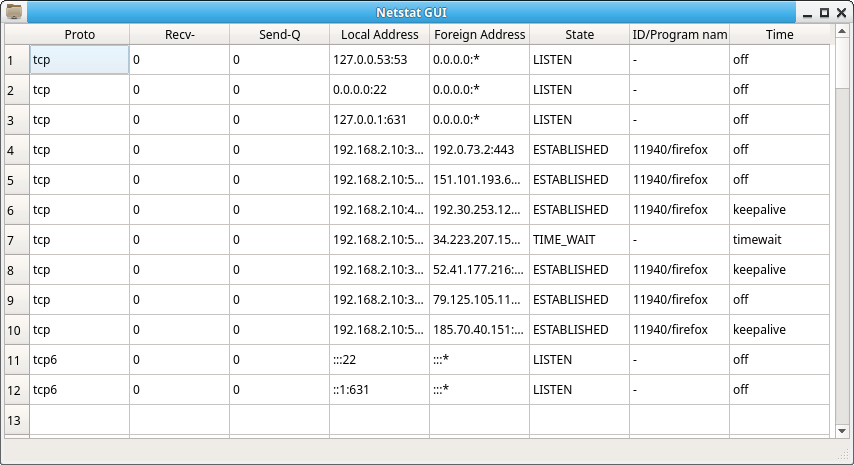 Netstat GUI
Proto Recv- Send-Q Local Address Foreign Address State ID/Program nam Time
1 tcp 0 0 127.0.0.53:53 0.0.0.0:* LISTEN - off
2 tcp 0 0 0.0.0.0:22 0.0.0.0:* LISTEN - off
3 tcp 0 0 127.0.0.1:631 0.0.0.0:* LISTEN - off
4 tcp 0 0 192.168.2.10:3... 192.0.73.2:443 ESTABLISHED 11940/firefox off
5 tcp 0 0 192.168.2.10:5... 151.101.193.6... ESTABLISHED 11940/firefox off
6 tcp 0 0 192.168.2.10:4... 192.30.253.12... ESTABLISHED 11940/firefox keepalive
7 tcp 0 0 192.168.2.10:5... 34.223.207.15... TIME_WAIT - timewait
8 tcp 0 0 192.168.2.10:3... 52.41.177.216:... ESTABLISHED 11940/firefox keepalive
9 tcp 0 0 192.168.2.10:3... 79.125.105.11... ESTABLISHED 11940/firefox off
10 tcp 0 0 192.168.2.10:5... 185.70.40.151:... ESTABLISHED 11940/firefox keepalive
11 tcp6 0 0 :::22 :::* LISTEN - off
12 tcp6 0 0 ::1:631 :::* LISTEN - off
13